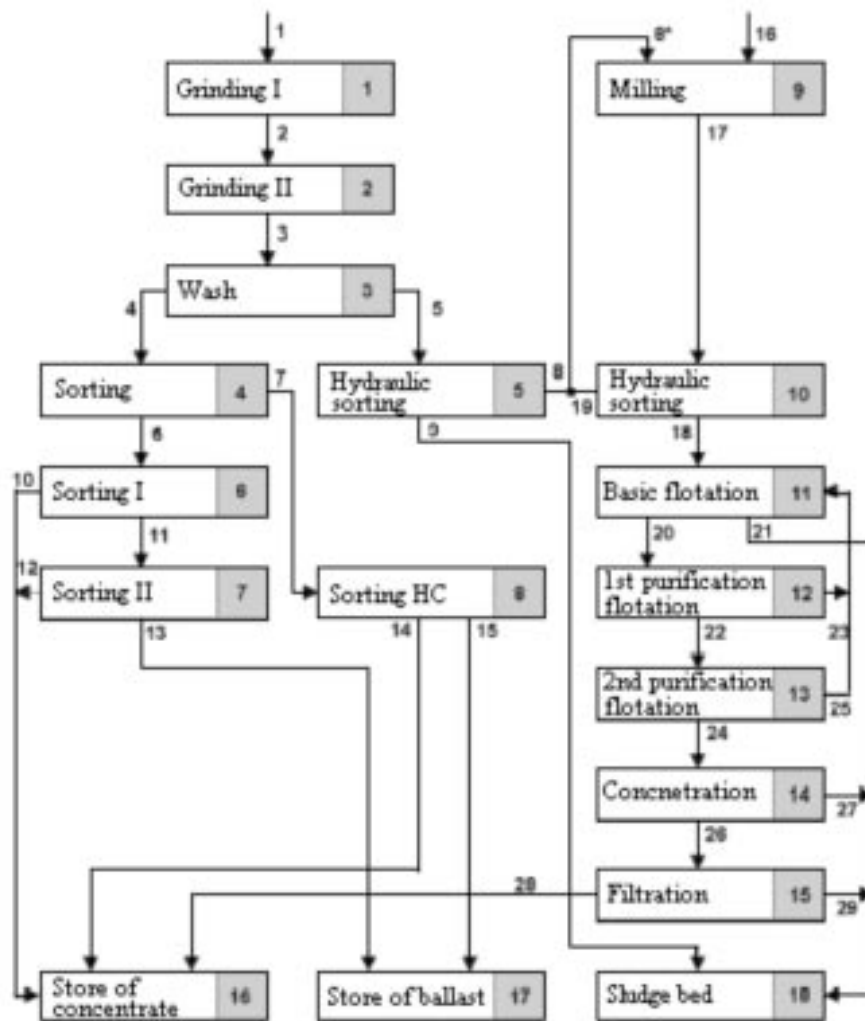 1
8*
16
Grinding I 1
Milling 9
2
17
Grinding II 2
3
Wash 3
4
5
7
8
Sorting 4
Hydraulic
sorting 5
19
Hydraulic
sorting 10
6
9
18
10
Sorting I 6
Basic flotation 11
11
20
21
12
Sorting II 7
Sorting HC 8
1st purification
flotation 12
13
14
15
22
23
2nd purification
flotation 13
25
24
Concnetration 14
27
26
28
Filtration 15
29
Store of
concentrate 16
Store of ballast 17
Sludge bed 18